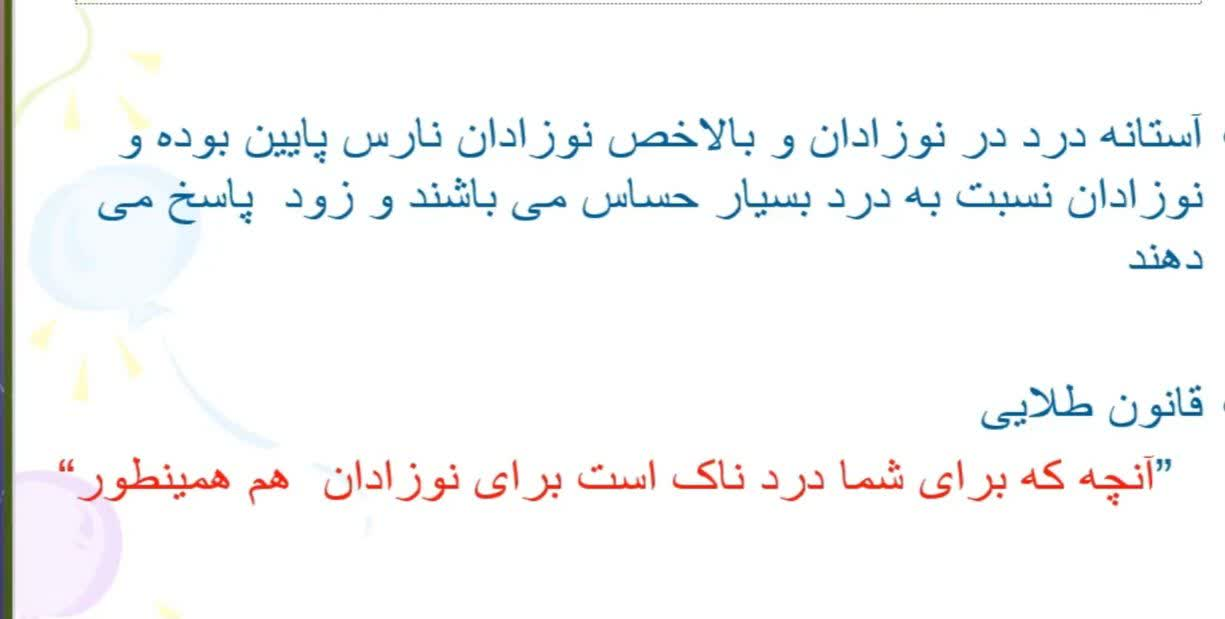 آستانه درد در نوزادان و بالاخص نوزادان نارس پایین بوده و
نوزادان نسبت به درد بسیار حساس می باشند و زود پاسخ می
دهند
قانون طلایی
”آنچه که برای شما درد ناک است برای نوزادان هم همینطور“